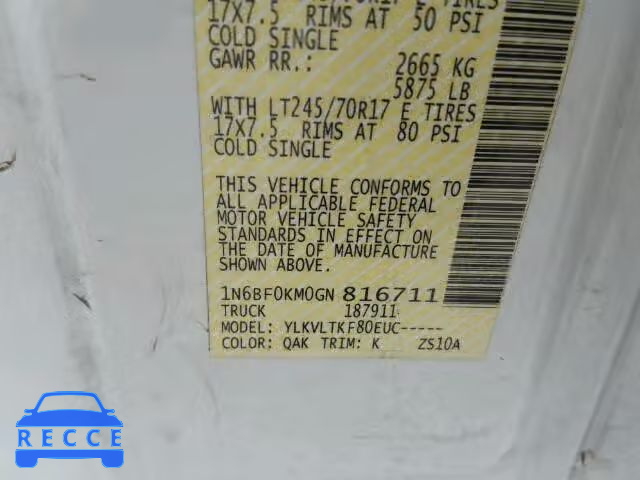 E TIRES
17X7.5 RIMS AT 50 PSI
COLD SINGLE
GAWR RR.: 2665 KG
5875 LB
WITH LT245/70R17 E TIRES
17X7.5 RIMS AT 80 PSI
COLD SINGLE
THIS VEHICLE CONFORMS TO
ALL APPLICABLE FEDERAL
MOTOR VEHICLE SAFETY
STANDARDS IN EFFECT ON
THE DATE OF MANUFACTURE
SHOWN ABOVE.
1N6BF0KM0GN 816711
TRUCK 187911
MODEL: YLKVLTKF80EUC-----
COLOR: QAK TRIM: K ZS10A
RECCE